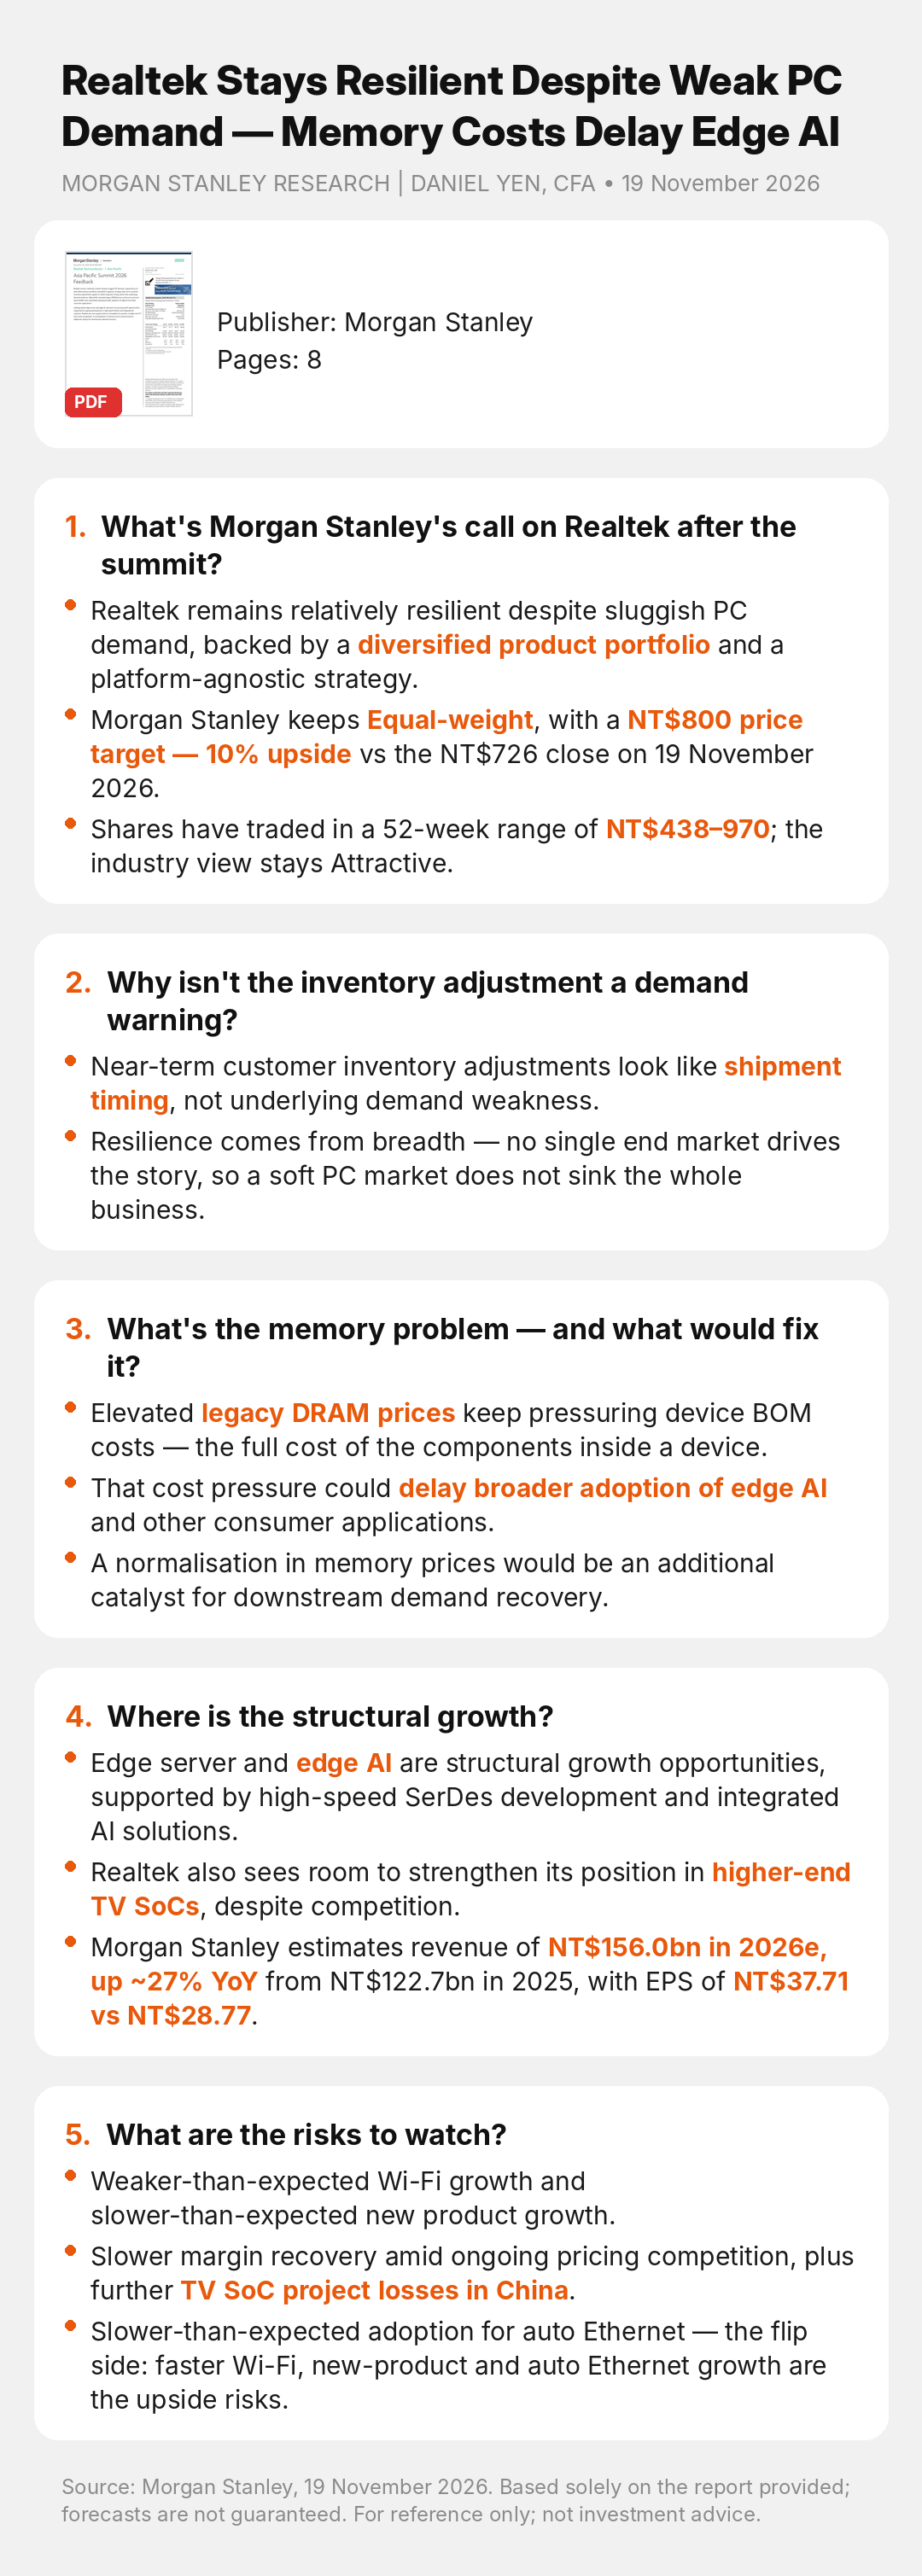 Realtek Stays Resilient Despite Weak PC
Demand — Memory Costs Delay Edge AI
MORGAN STANLEY RESEARCH | DANIEL YEN, CFA • 19 November 2026
Morgan Stanley
Asia Pacific Summit 2026
Feedback
PDF
Publisher: Morgan Stanley
Pages: 8
1. What's Morgan Stanley's call on Realtek after the
summit?
Realtek remains relatively resilient despite sluggish PC
demand, backed by a diversified product portfolio and a
platform-agnostic strategy.
Morgan Stanley keeps Equal-weight, with a NT$800 price
target — 10% upside vs the NT$726 close on 19 November
2026.
Shares have traded in a 52-week range of NT$438–970; the
industry view stays Attractive.
2. Why isn't the inventory adjustment a demand
warning?
Near-term customer inventory adjustments look like shipment
timing, not underlying demand weakness.
Resilience comes from breadth — no single end market drives
the story, so a soft PC market does not sink the whole
business.
3. What's the memory problem — and what would fix
it?
Elevated legacy DRAM prices keep pressuring device BOM
costs — the full cost of the components inside a device.
That cost pressure could delay broader adoption of edge AI
and other consumer applications.
A normalisation in memory prices would be an additional
catalyst for downstream demand recovery.
4. Where is the structural growth?
Edge server and edge AI are structural growth opportunities,
supported by high-speed SerDes development and integrated
AI solutions.
Realtek also sees room to strengthen its position in higher-end
TV SoCs, despite competition.
Morgan Stanley estimates revenue of NT$156.0bn in 2026e,
up ~27% YoY from NT$122.7bn in 2025, with EPS of NT$37.71
vs NT$28.77.
5. What are the risks to watch?
Weaker-than-expected Wi-Fi growth and
slower-than-expected new product growth.
Slower margin recovery amid ongoing pricing competition, plus
further TV SoC project losses in China.
Slower-than-expected adoption for auto Ethernet — the flip
side: faster Wi-Fi, new-product and auto Ethernet growth are
the upside risks.
Source: Morgan Stanley, 19 November 2026. Based solely on the report provided;
forecasts are not guaranteed. For reference only; not investment advice.